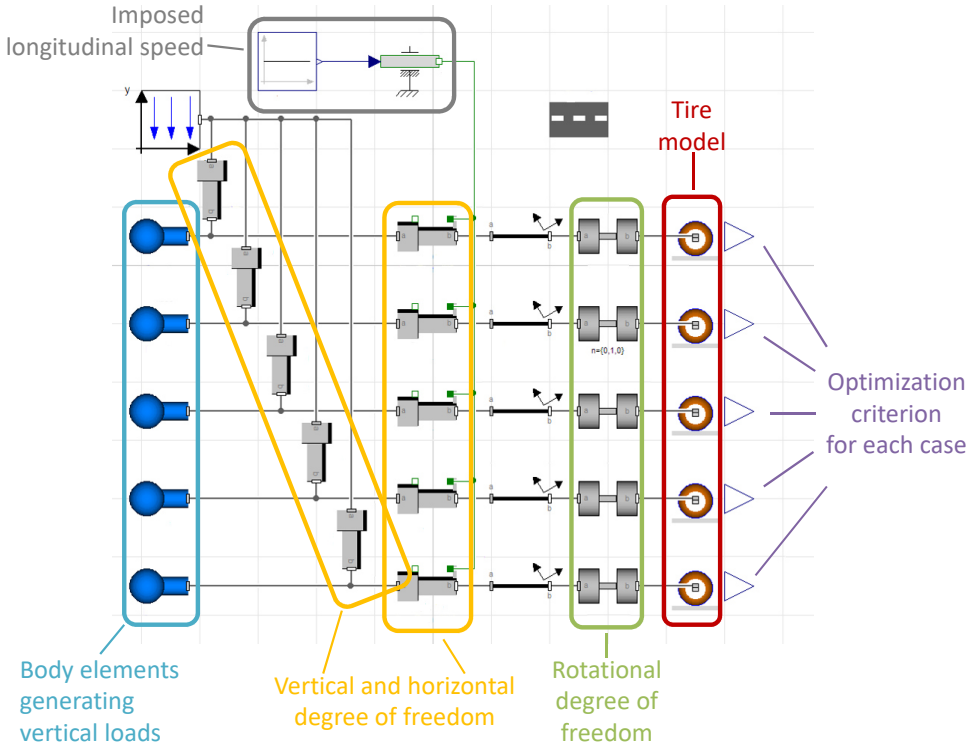 Imposed
longitudinal speed
y
Tire
model
a
a
b
a
b
a
b
a
b
b
a
b
a
b
a
b
n={0,1,0}
a
b
a
b
a
b
Optimization
criterion
for each case
a
b
a
b
a
b
a
b
a
b
a
b
a
b
Body elements
generating
vertical loads
Vertical and horizontal
degree of freedom
Rotational
degree of
freedom